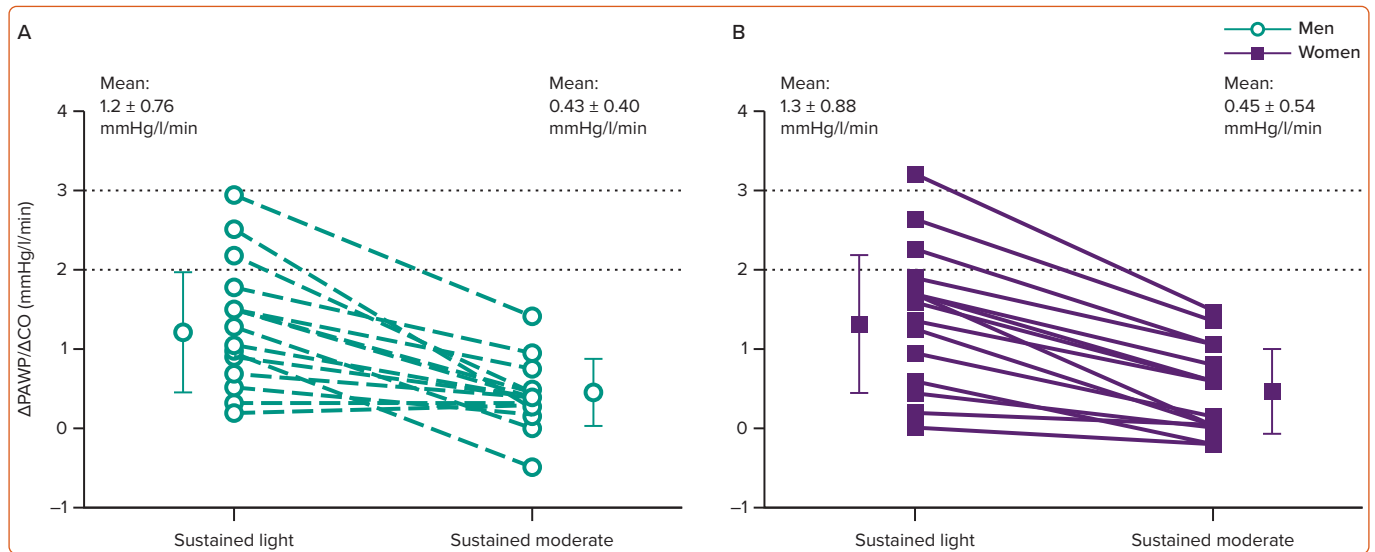 A
B
Men
Women
Mean:
1.2 ± 0.76
mmHg/l/min
Mean:
0.43 ± 0.40
mmHg/l/min
Mean:
1.3 ± 0.88
mmHg/l/min
Mean:
0.45 ± 0.54
mmHg/l/min
ΔPAWP/ΔCO (mmHg/l/min)
4
3
2
1
0
–1
Sustained light
Sustained moderate
4
3
2
1
0
–1
Sustained light
Sustained moderate